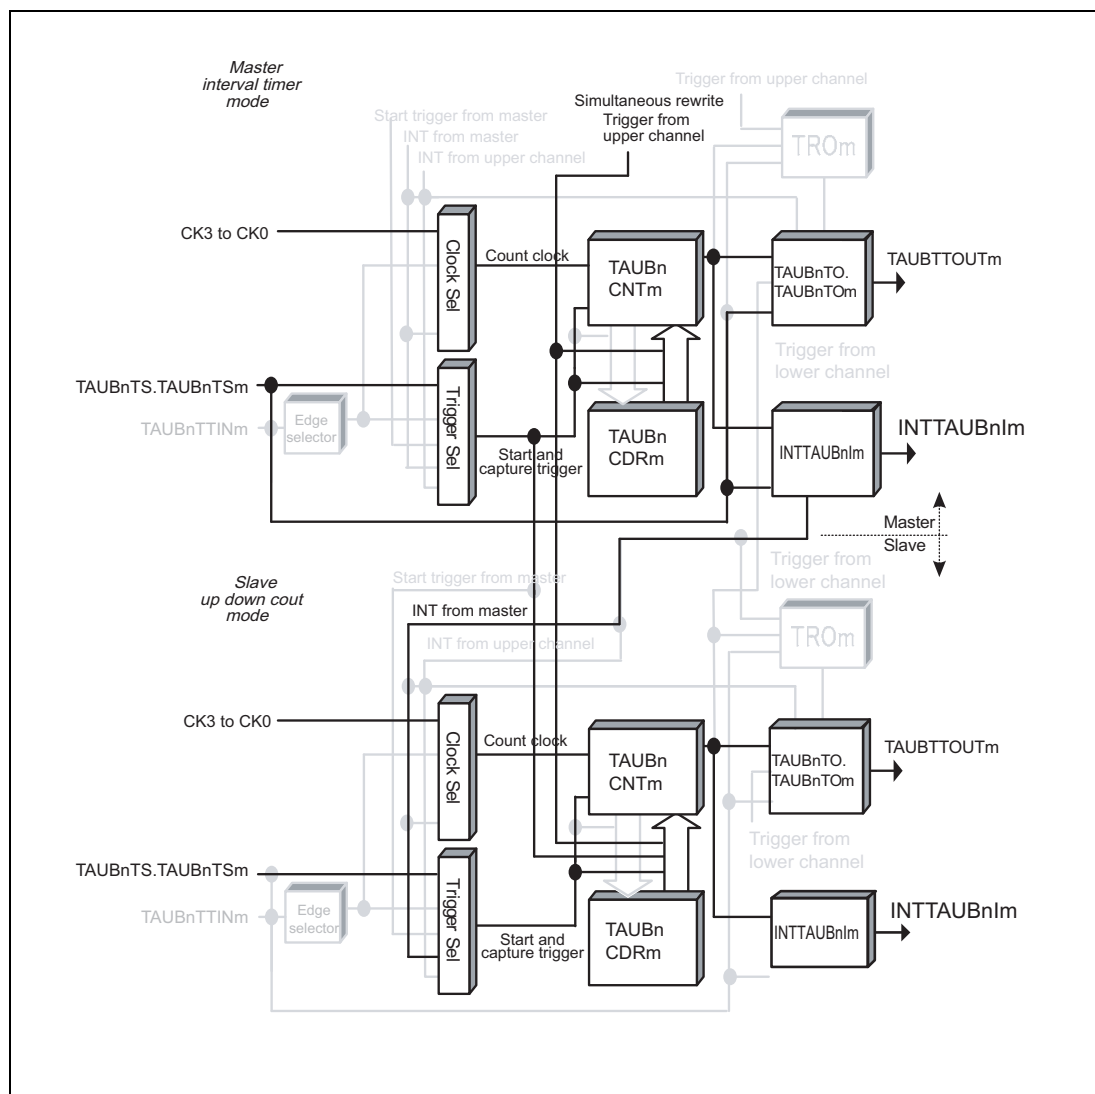 Master
interval timer
mode
Trigger from upper channel
Simultaneous rewrite
Trigger from
upper channel
Start trigger from master
INT from master
INT from upper channel
TROm
CK3 to CK0
Clock Sel
Count clock
TAUBn
CNTm
TAUBnTO.
TAUBnTOm
TAUBTTOUTm
Trigger from
lower channel
TAUBnTS.TAUBnTSm
TAUBnTTINm
Edge
selector
Trigger Sel
Start and
capture trigger
TAUBn
CDRm
INTTAUBnIm
INTTAUBnIm
Master
Slave
Trigger from
lower channel
Slave
up down cout
mode
Start trigger from master
INT from master
INT from upper channel
TROm
CK3 to CK0
Clock Sel
Count clock
TAUBn
CNTm
TAUBnTO.
TAUBnTOm
TAUBTTOUTm
Trigger from
lower channel
TAUBnTS.TAUBnTSm
TAUBnTTINm
Edge
selector
Trigger Sel
Start and
capture trigger
TAUBn
CDRm
INTTAUBnIm
INTTAUBnIm